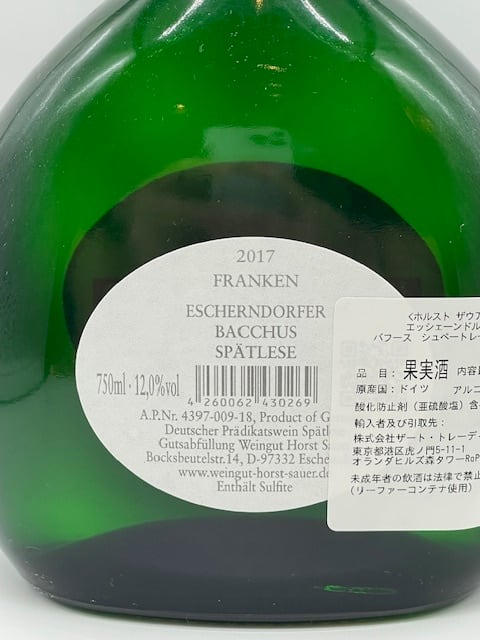 2017
FRANKEN
ESCHERNDORFER
BACCHUS
SPÄTLESE
750ml · 12,0%vol
4 260062 430269
A.P.Nr. 4397-009-18, Product of G
Deutscher Prädikatswein Spätle
Gutsabfüllung Weingut Horst Sa
Bocksbeutelstr.14, D-97332 Esche
www.weingut-horst-sauer.de
Enthält Sulfite
<ホルスト ザウア
エッシェーンドル
バフース シュペートレー
品 目: 果実酒 内容
原産国:ドイツ アルコ
酸化防止剤(亜硫酸塩)含
輸入者及び引取先:
株式会社ザート・トレーデ
東京都港区虎ノ門5-11-1
オランダヒルズ森タワーRoP
未成年者の飲酒は法律で禁止
(リーファーコンテナ使用)